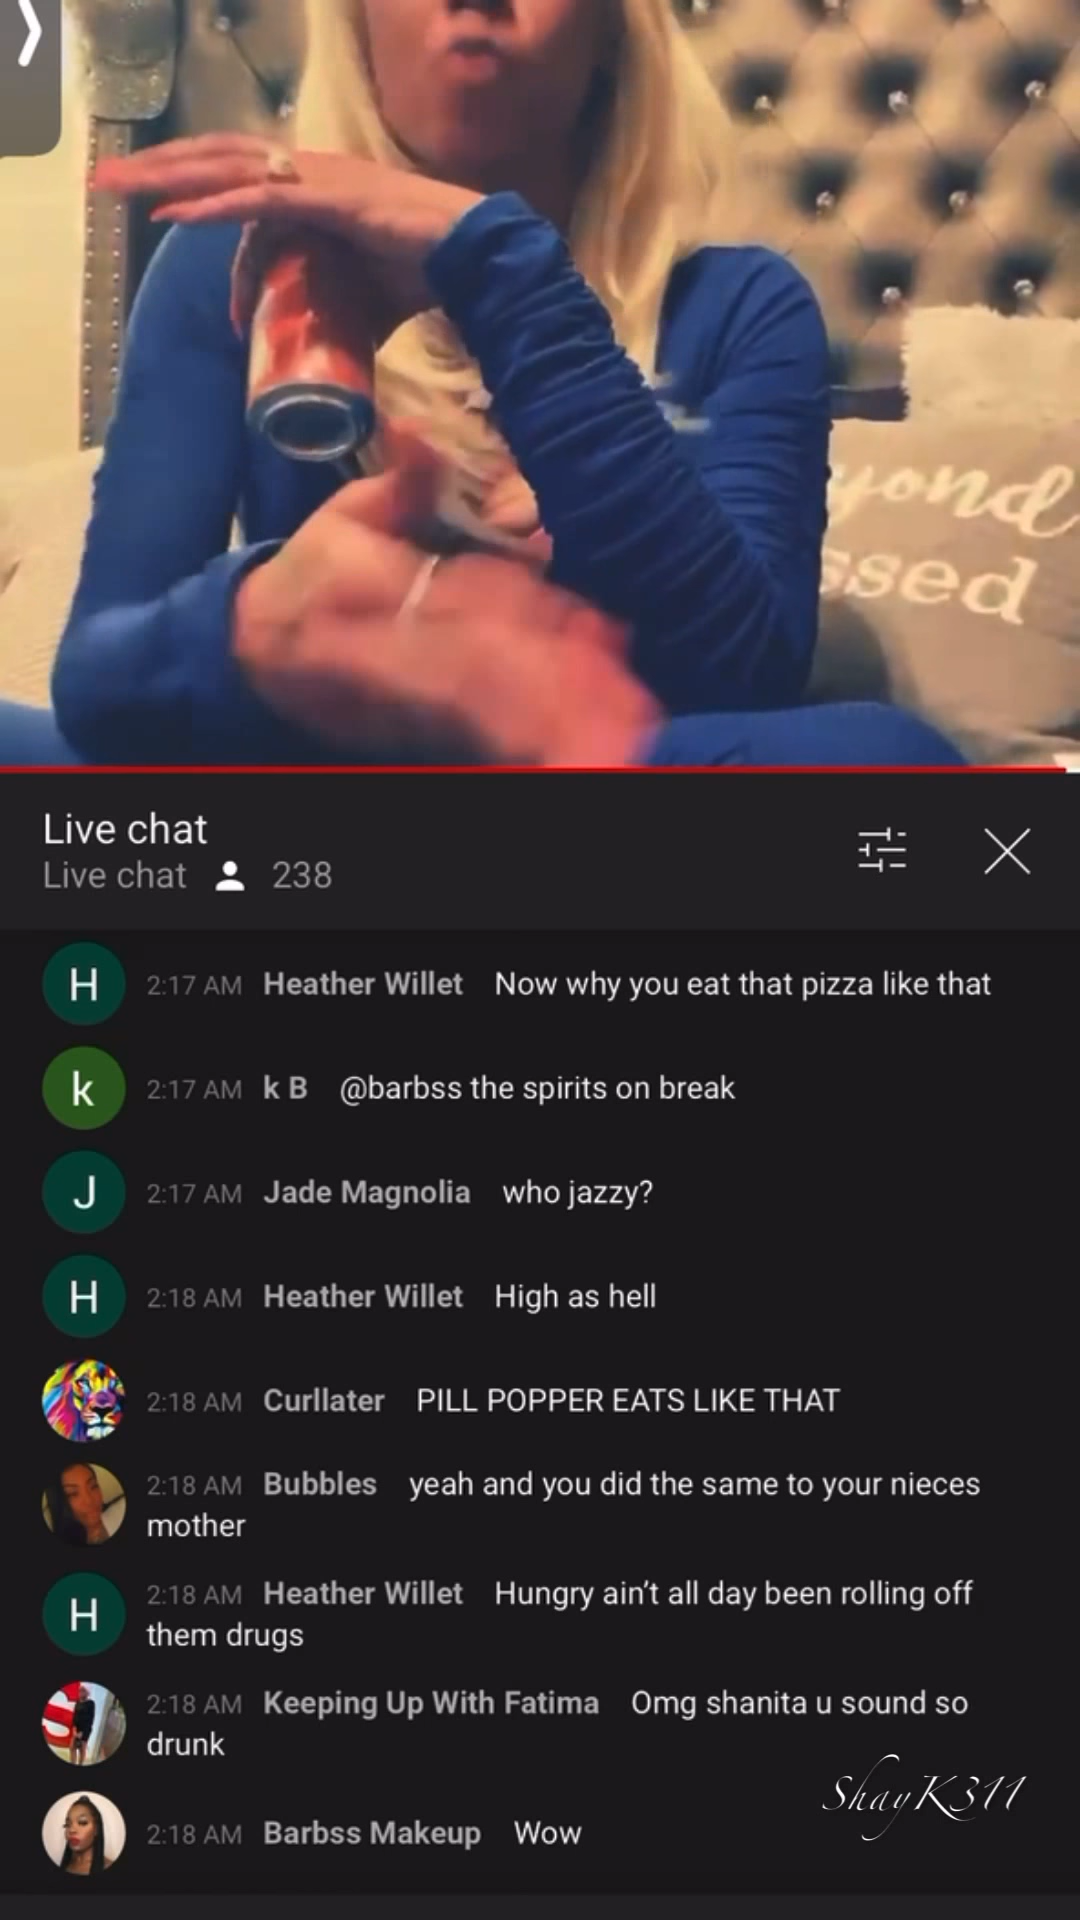 yond
ssed
Live chat
Live chat 238
H 2:17 AM Heather Willet Now why you eat that pizza like that
k 2:17 AM k B @barbss the spirits on break
J 2:17 AM Jade Magnolia who jazzy?
H 2:18 AM Heather Willet High as hell
2:18 AM Curllater PILL POPPER EATS LIKE THAT
2:18 AM Bubbles yeah and you did the same to your nieces
mother
H 2:18 AM Heather Willet Hungry ain’t all day been rolling off
them drugs
S 2:18 AM Keeping Up With Fatima Omg shanita u sound so
drunk
ShayK311
2:18 AM Barbss Makeup Wow